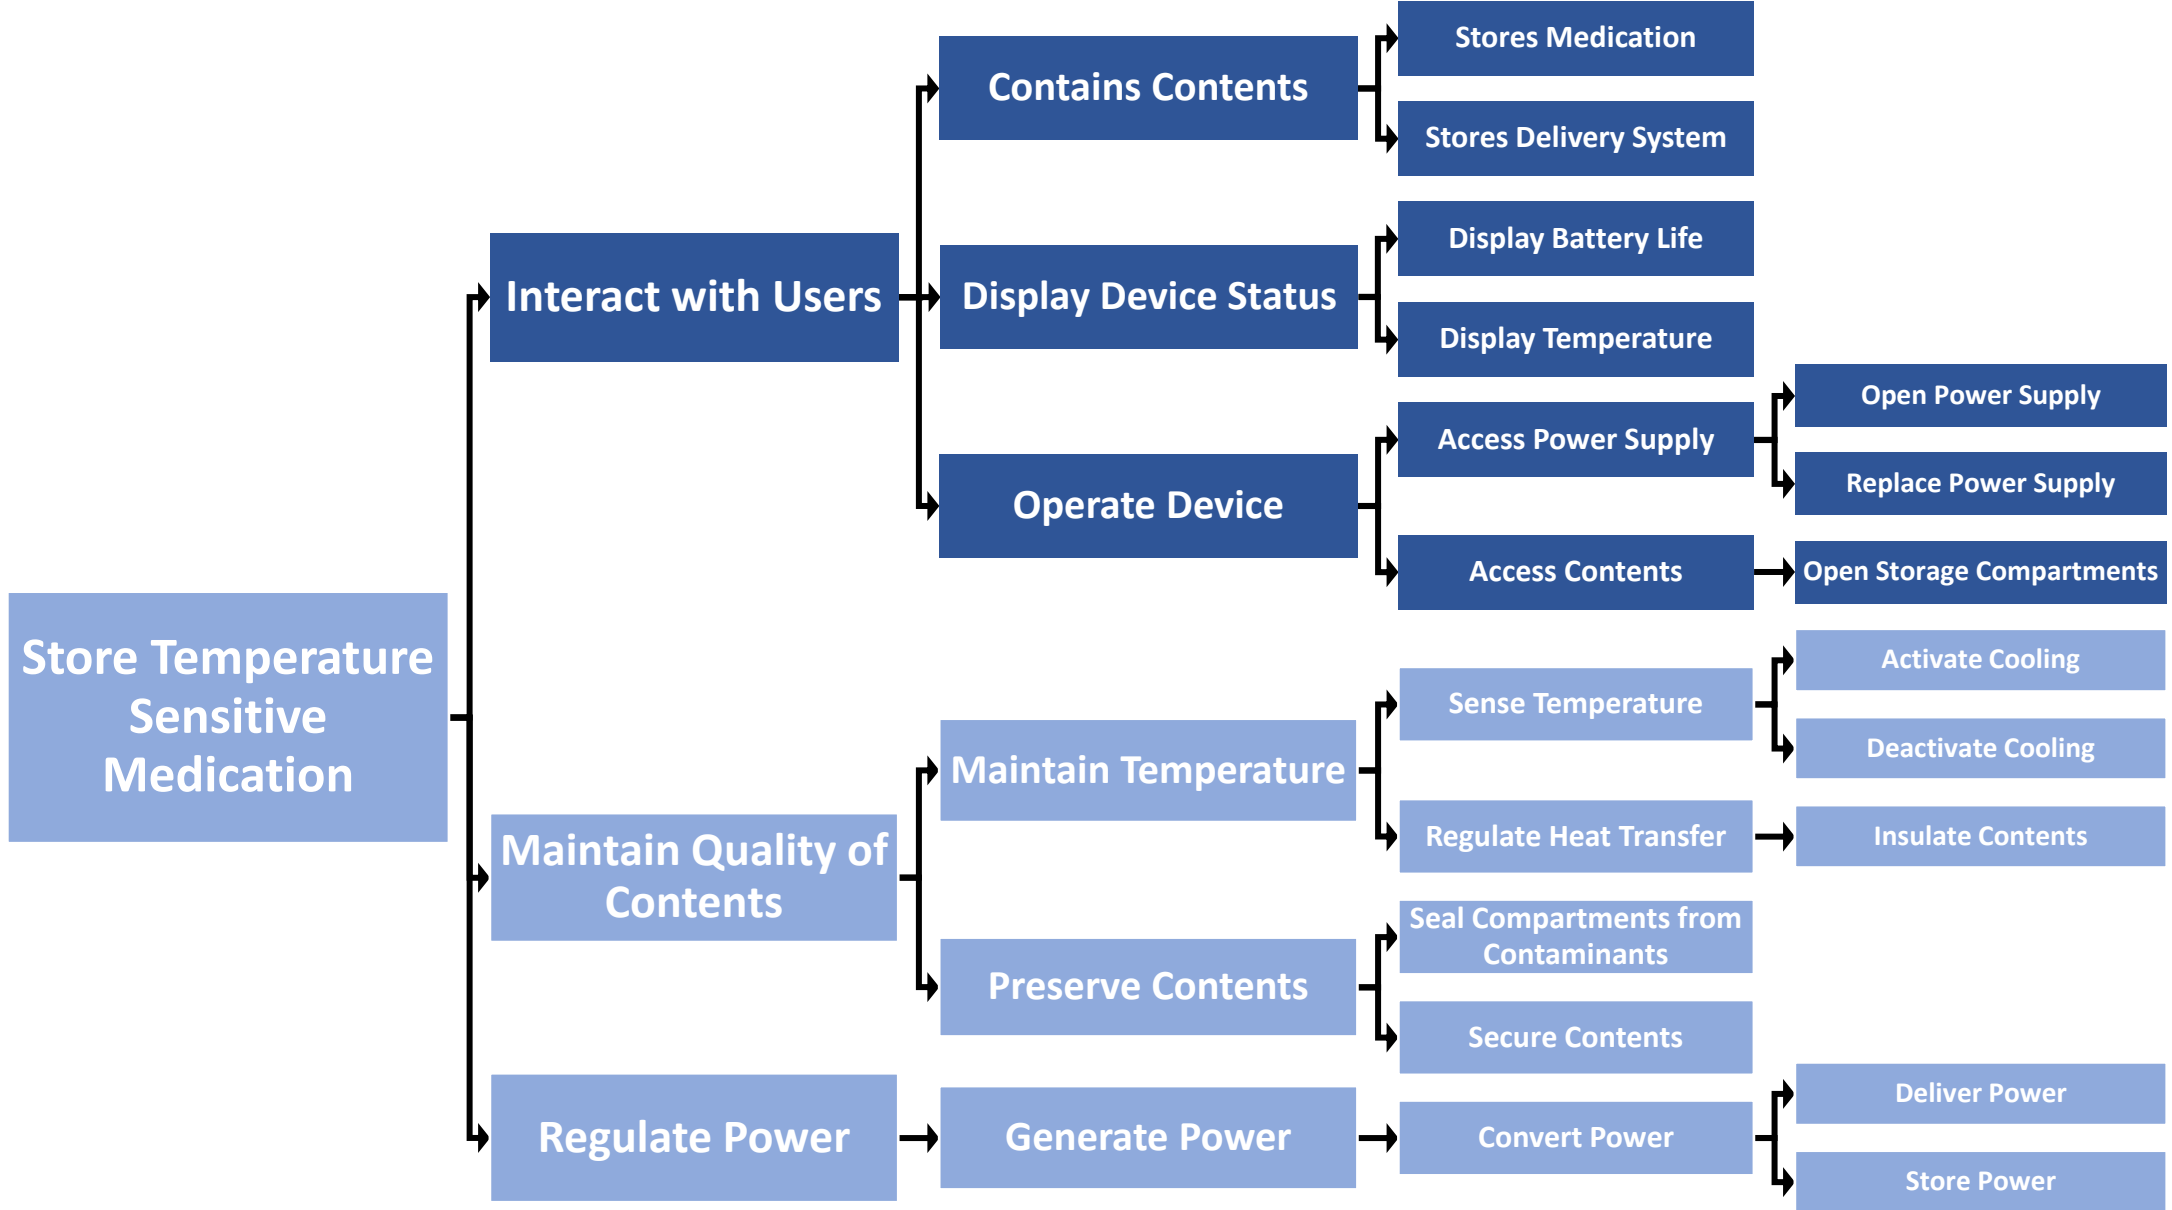 Stores Medication
Contains Contents
Stores Delivery System
Display Battery Life
Interact with Users
Display Device Status
Display Temperature
Open Power Supply
Access Power Supply
Replace Power Supply
Operate Device
Access Contents
Open Storage Compartments
Store Temperature
Sensitive
Medication
Activate Cooling
Sense Temperature
Deactivate Cooling
Maintain Temperature
Regulate Heat Transfer
Insulate Contents
Maintain Quality of
Contents
Seal Compartments from
Contaminants
Preserve Contents
Secure Contents
Deliver Power
Regulate Power
Generate Power
Convert Power
Store Power